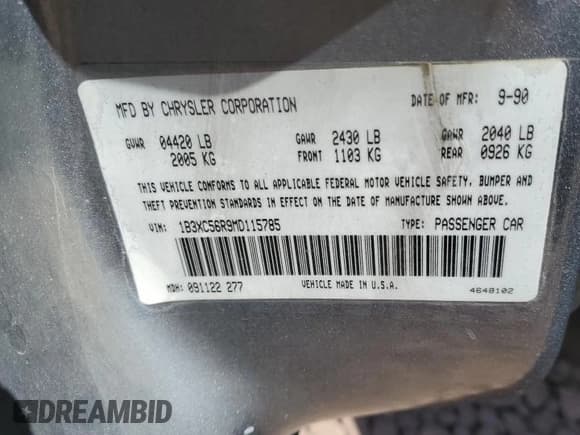 MFD BY CHRYSLER CORPORATION DATE OF MFR: 9-90
GVWR 04420 LB GAWR 2430 LB GAWR 2040 LB
2005 KG FRONT 1103 KG REAR 0926 KG
THIS VEHICLE CONFORMS TO ALL APPLICABLE FEDERAL MOTOR VEHICLE SAFETY, BUMPER AND
THEFT PREVENTION STANDARDS IN EFFECT ON THE DATE OF MANUFACTURE SHOWN ABOVE.
VIN: 1B3XC56R9MD115785 TYPE: PASSENGER CAR
MDH: 091122 277 VEHICLE MADE IN U.S.A. 4648102
DREAMBID